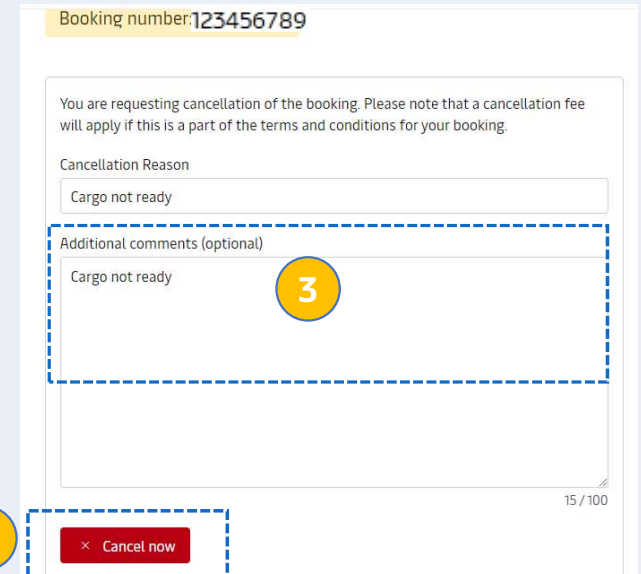 Booking number:123456789
You are requesting cancellation of the booking. Please note that a cancellation fee
will apply if this is a part of the terms and conditions for your booking.
Cancellation Reason
Cargo not ready
Additional comments (optional)
Cargo not ready
3
15 / 100
× Cancel now